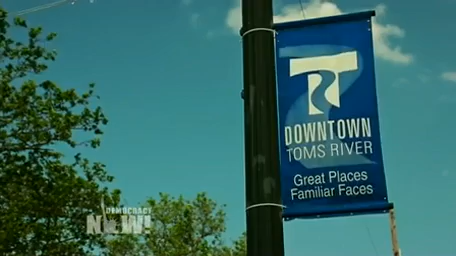 T
DOWNTOWN
TOMS RIVER
Great Places
Familiar Faces
DEMOCRACY
NOW!